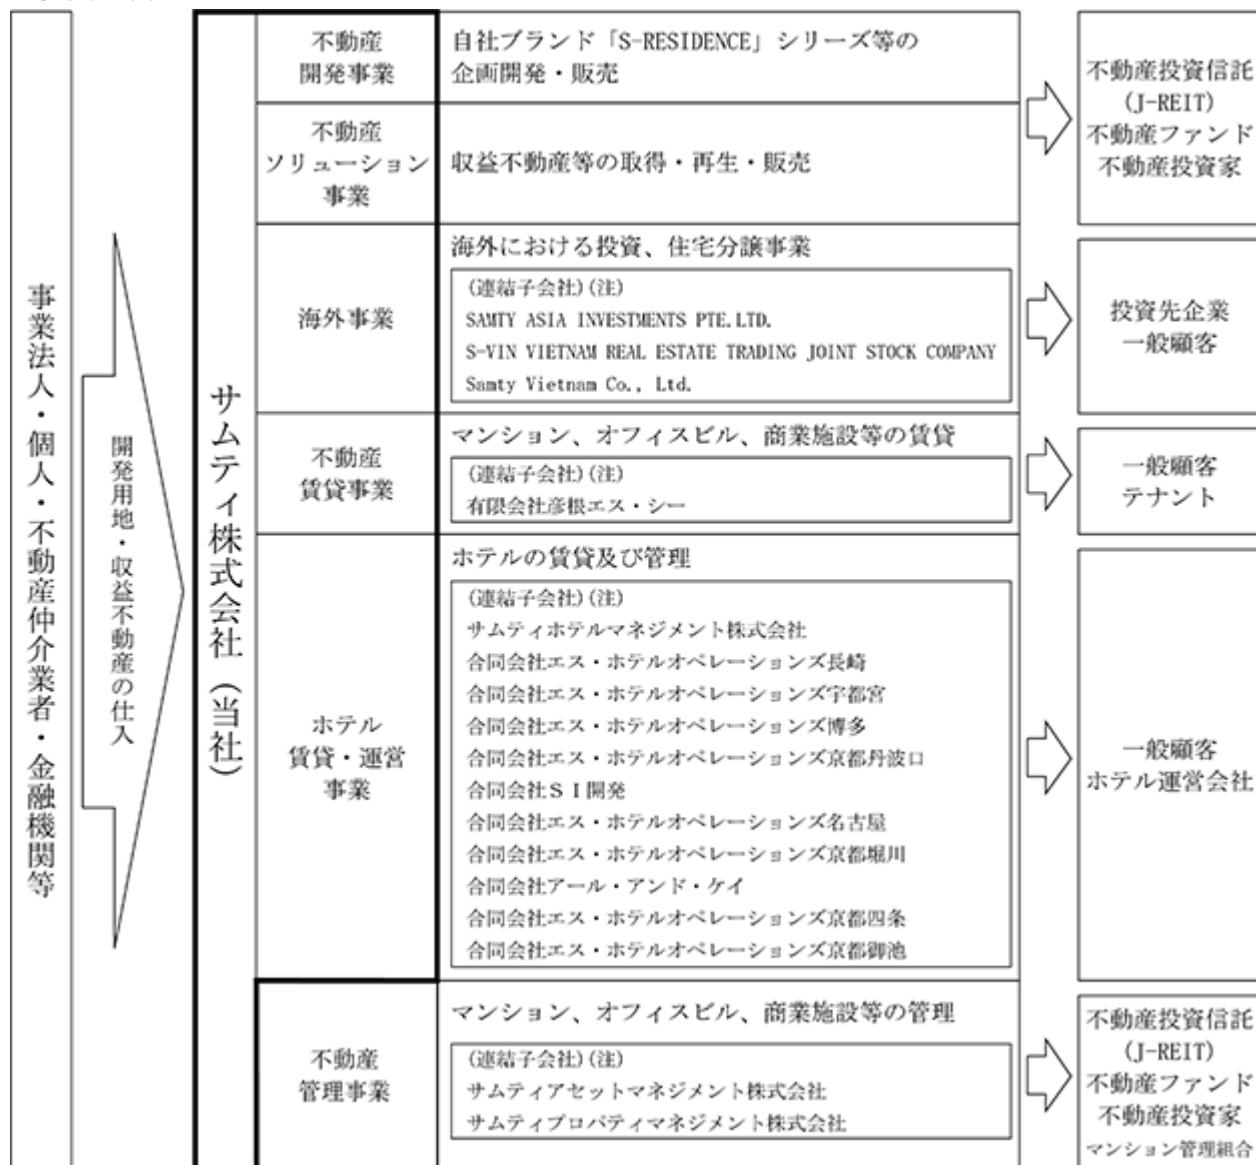 事業法人・個人・不動産仲介業者・金融機関等
開発用地・収益不動産の仕入
サムティ株式会社（当社）
不動産
開発事業
自社ブランド「S-RESIDENCE」シリーズ等の
企画開発・販売
不動産
ソリューション
事業
収益不動産等の取得・再生・販売
不動産投資信託
(J-REIT)
不動産ファンド
不動産投資家
海外事業
海外における投資、住宅分譲事業
(連結子会社)(注)
SAMTY ASIA INVESTMENTS PTE.LTD.
S-VIN VIETNAM REAL ESTATE TRADING JOINT STOCK COMPANY
Samty Vietnam Co., Ltd.
投資先企業
一般顧客
不動産
賃貸事業
マンション、オフィスビル、商業施設等の賃貸
(連結子会社)(注)
有限会社彦根エス・シー
一般顧客
テナント
ホテル
賃貸・運営
事業
ホテルの賃貸及び管理
(連結子会社)(注)
サムティホテルマネジメント株式会社
合同会社エス・ホテルオペレーションズ長崎
合同会社エス・ホテルオペレーションズ宇都宮
合同会社エス・ホテルオペレーションズ博多
合同会社エス・ホテルオペレーションズ京都丹波口
合同会社ＳＩ開発
合同会社エス・ホテルオペレーションズ名古屋
合同会社エス・ホテルオペレーションズ京都堀川
合同会社アール・アンド・ケイ
合同会社エス・ホテルオペレーションズ京都四条
合同会社エス・ホテルオペレーションズ京都御池
一般顧客
ホテル運営会社
不動産
管理事業
マンション、オフィスビル、商業施設等の管理
(連結子会社)(注)
サムティアセットマネジメント株式会社
サムティプロパティマネジメント株式会社
不動産投資信託
(J-REIT)
不動産ファンド
不動産投資家
マンション管理組合